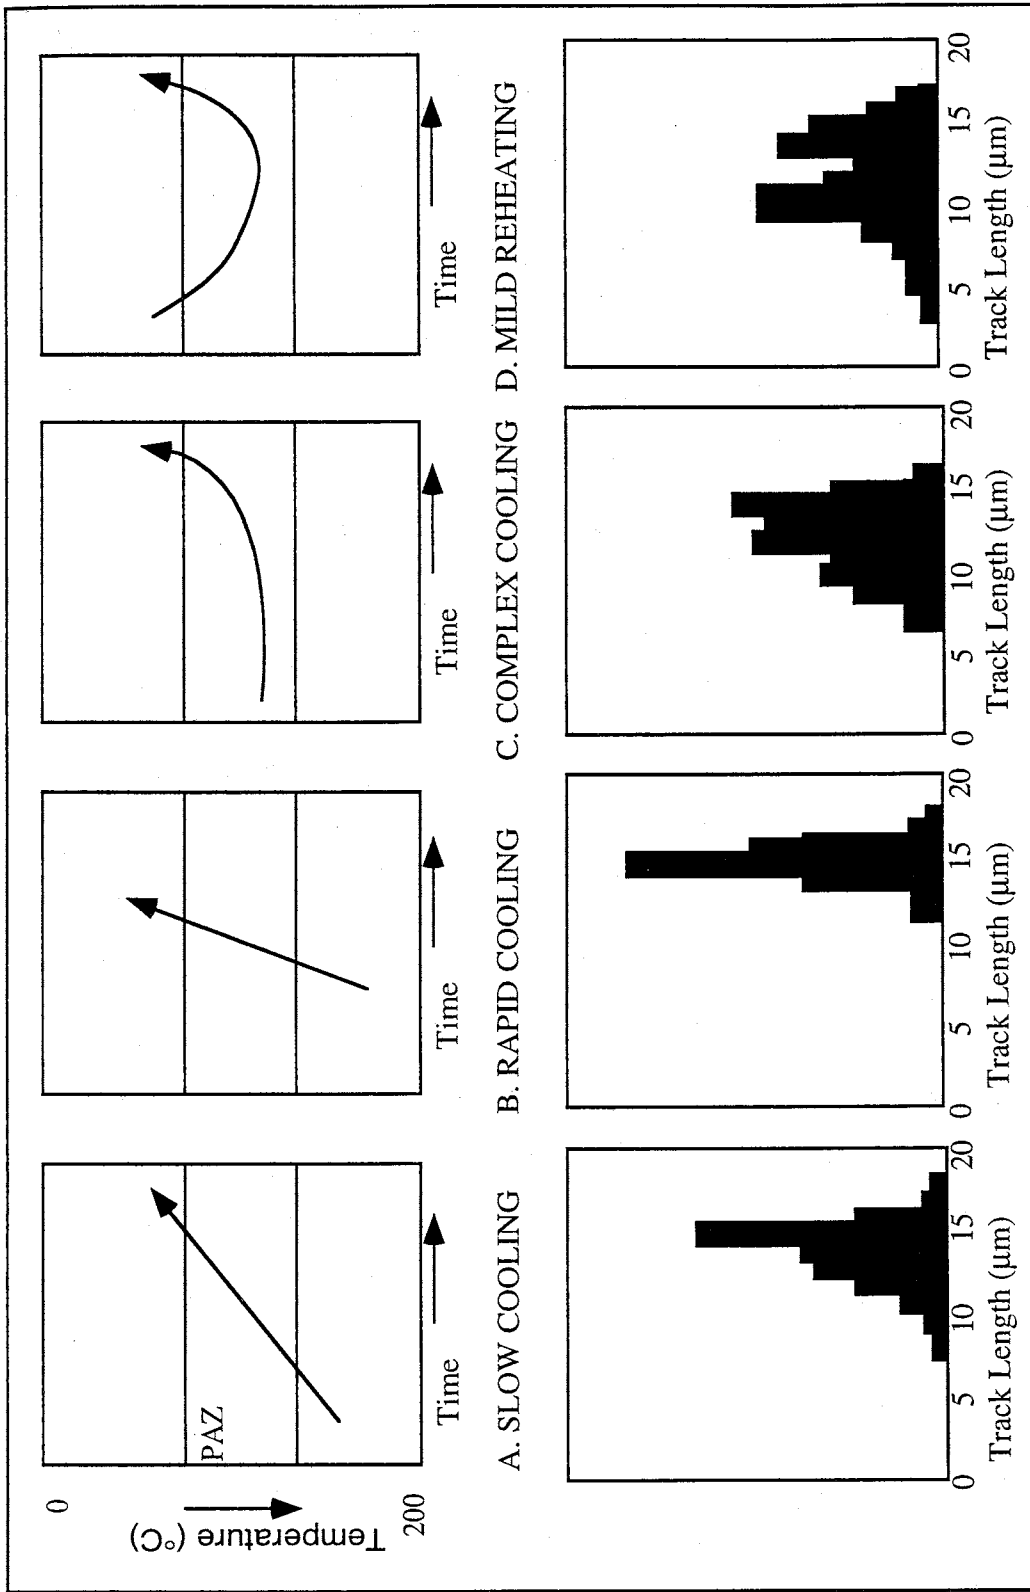 0
Temperature (°C)
200
PAZ
Time
Time
Time
Time
A. SLOW COOLING
B. RAPID COOLING
C. COMPLEX COOLING
D. MILD REHEATING
0 5 10 15 20
Track Length (μm)
0 5 10 15 20
Track Length (μm)
0 5 10 15 20
Track Length (μm)
0 5 10 15 20
Track Length (μm)